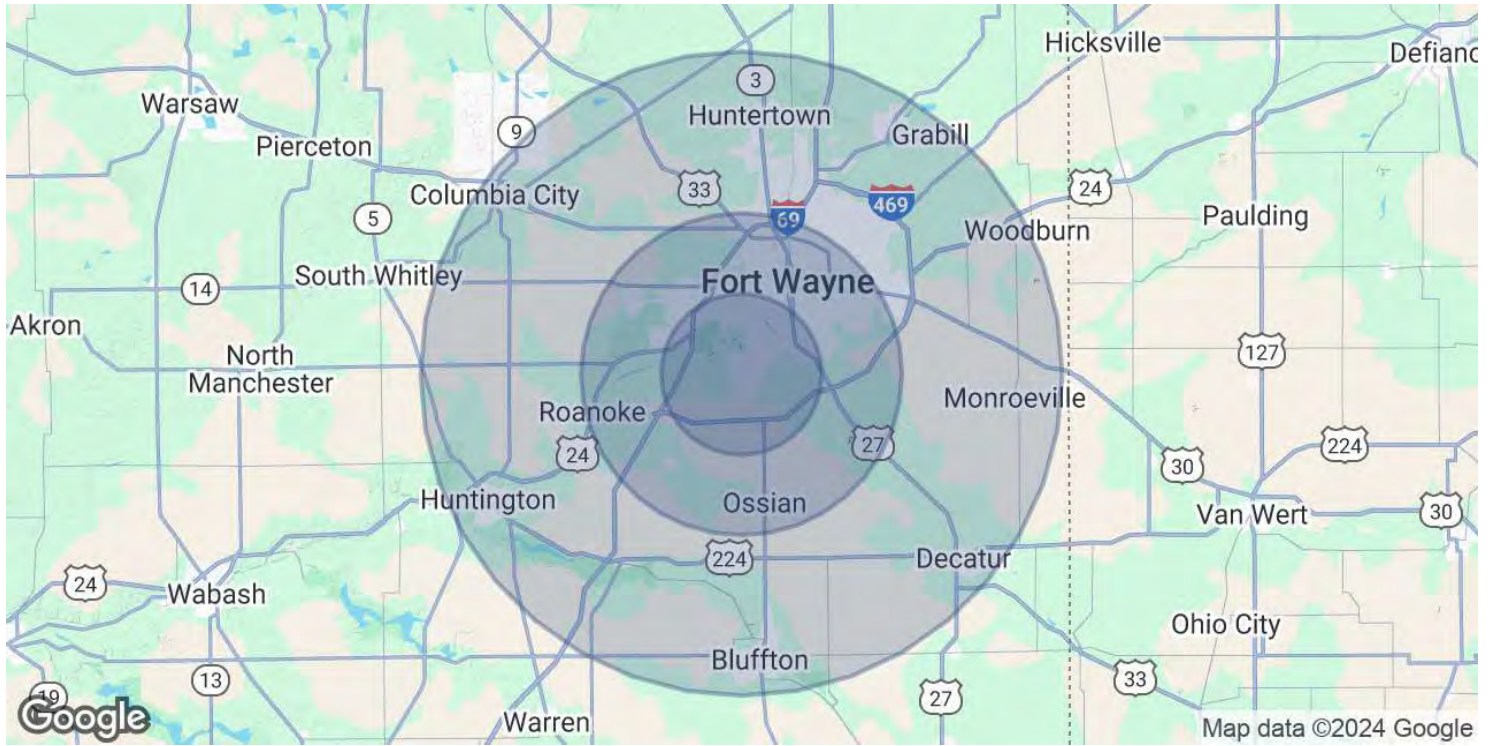 Hicksville
Defianc
3
Warsaw
Huntertown
9
Grabill
Pierceton
33
24
Columbia City
469
5
69
Paulding
Woodburn
South Whitley
Fort Wayne
14
Akron
127
North
Manchester
Monroeville
Roanoke
27
224
24
30
Huntington
Ossian
Van Wert
30
224
Decatur
24
Wabash
Ohio City
Bluffton
13
33
19
27
Google
Warren
Map data ©2024 Google